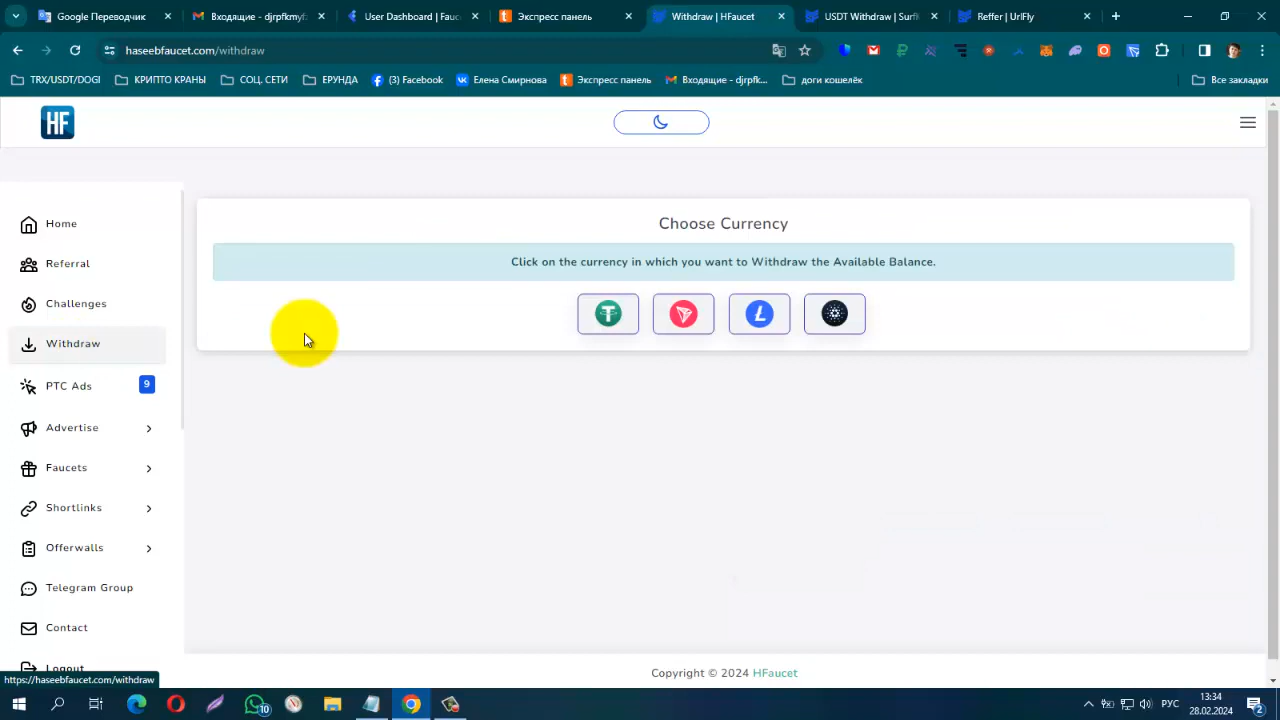 Google Переводчик
Входящие - djrpfkmyf
User Dashboard | Fauc
Экспресс панель
Withdraw | HFaucet
USDT Withdraw | Surf
Reffer | UrlFly
haseebfaucet.com/withdraw
TRX/USDT/DOGI
КРИПТО КРАНЫ
СОЦ. СЕТИ
ЕРУНДА
(3) Facebook
Елена Смирнова
Экспресс панель
Входящие - djrpfk...
доги кошелёк
Все закладки
HF
Home
Referral
Challenges
Withdraw
PTC Ads
9
Advertise
Faucets
Shortlinks
Offerwalls
Telegram Group
Contact
Logout
Choose Currency
Click on the currency in which you want to Withdraw the Available Balance.
Copyright © 2024 HFaucet
https://haseebfaucet.com/withdraw
10
РУС
13:34
28.02.2024
2